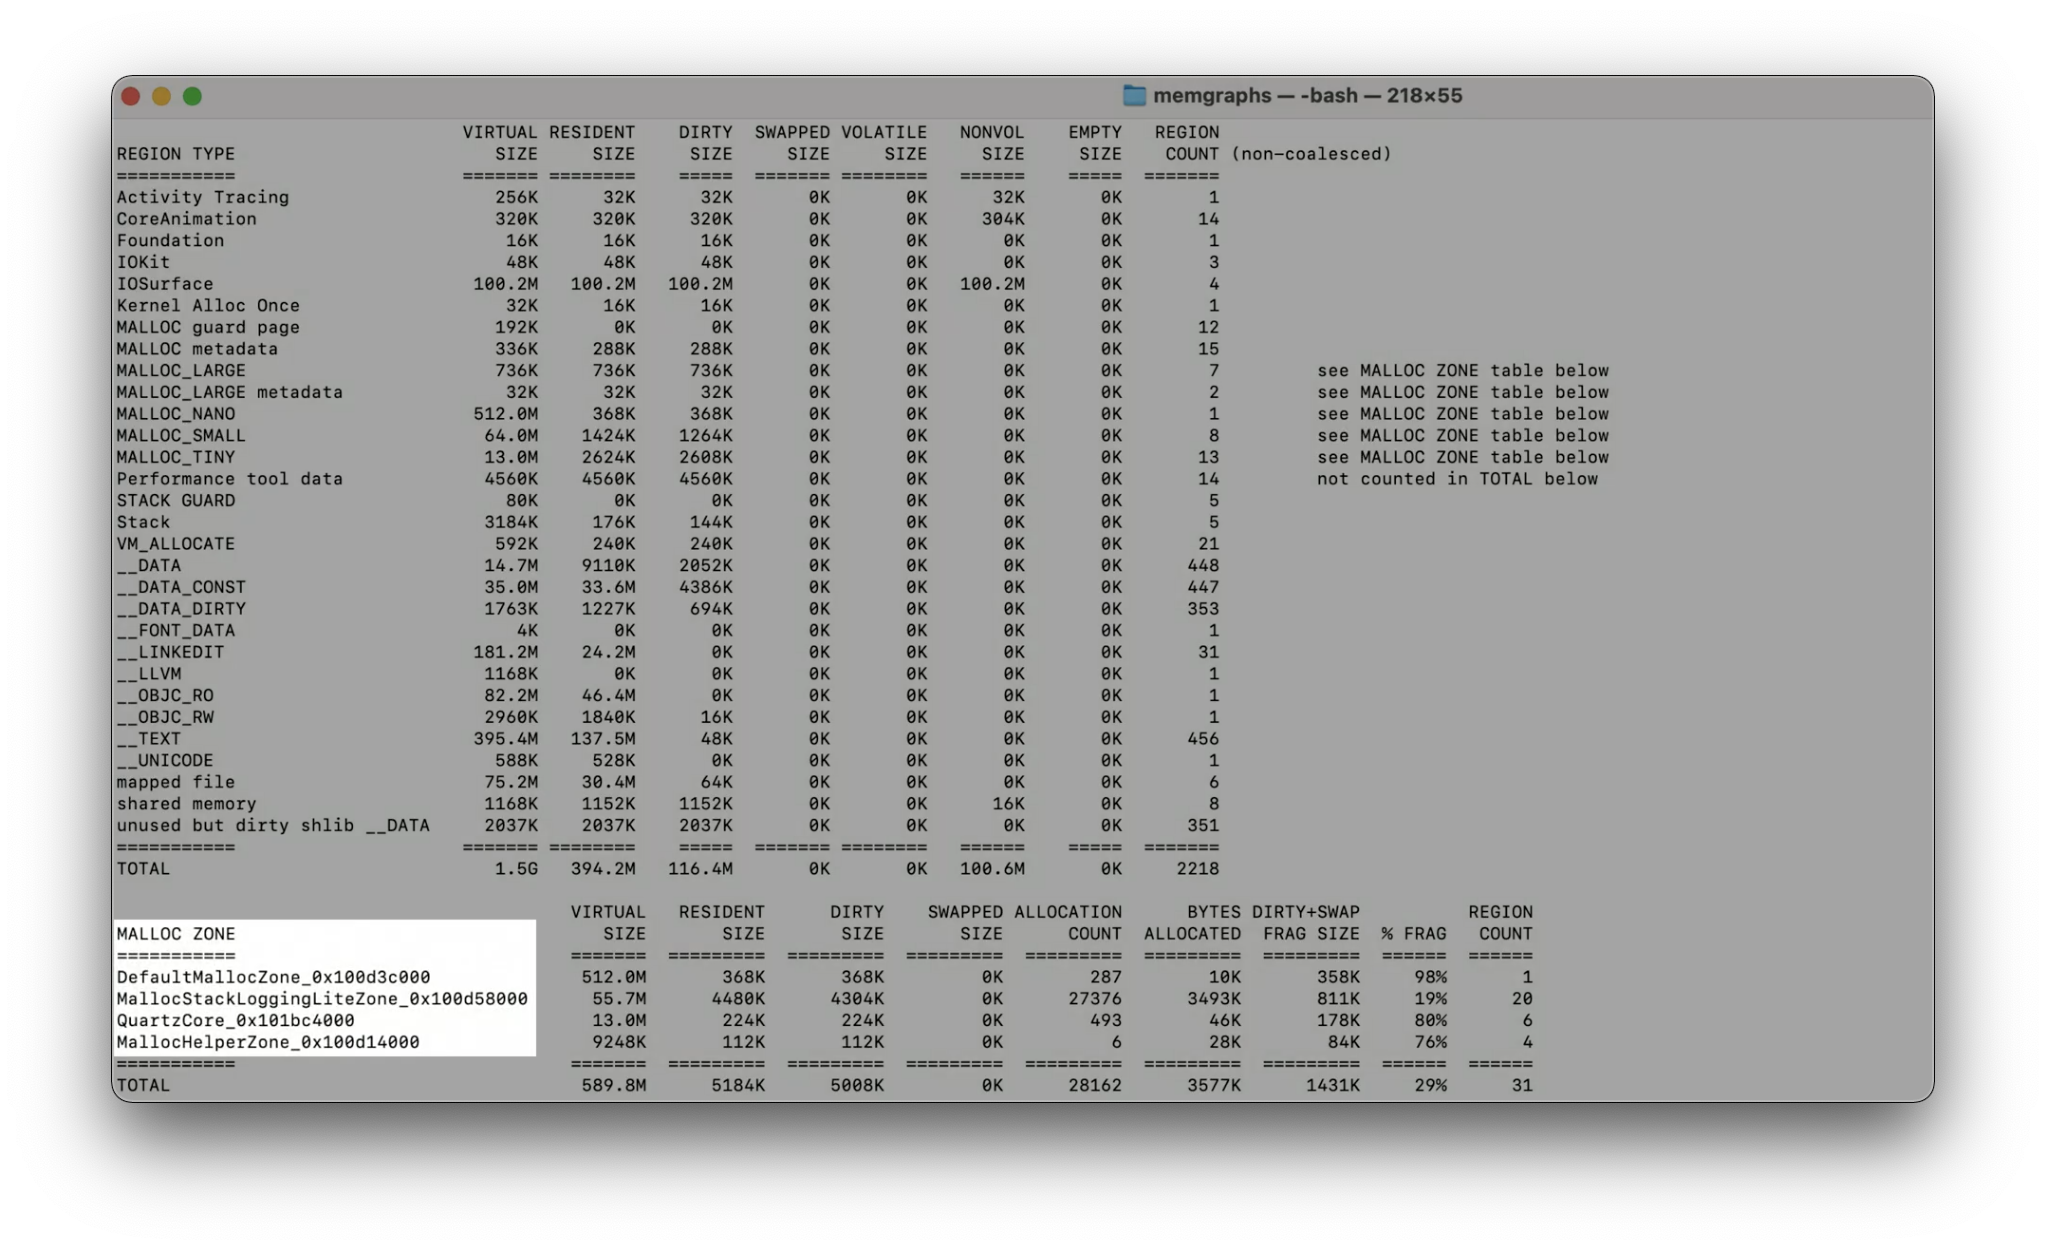 memgraphs — -bash — 218×55
VIRTUAL RESIDENT DIRTY SWAPPED VOLATILE NONVOL EMPTY REGION
REGION TYPE SIZE SIZE SIZE SIZE SIZE SIZE SIZE COUNT (non-coalesced)
=========== ======= ======== ===== ======= ======== ====== ===== =======
Activity Tracing 256K 32K 32K 0K 0K 32K 0K 1
CoreAnimation 320K 320K 320K 0K 0K 304K 0K 14
Foundation 16K 16K 16K 0K 0K 0K 0K 1
IOKit 48K 48K 48K 0K 0K 0K 0K 3
IOSurface 100.2M 100.2M 100.2M 0K 0K 100.2M 0K 4
Kernel Alloc Once 32K 16K 16K 0K 0K 0K 0K 1
MALLOC guard page 192K 0K 0K 0K 0K 0K 0K 12
MALLOC metadata 336K 288K 288K 0K 0K 0K 0K 15
MALLOC_LARGE 736K 736K 736K 0K 0K 0K 0K 7 see MALLOC ZONE table below
MALLOC_LARGE metadata 32K 32K 32K 0K 0K 0K 0K 2 see MALLOC ZONE table below
MALLOC_NANO 512.0M 368K 368K 0K 0K 0K 0K 1 see MALLOC ZONE table below
MALLOC_SMALL 64.0M 1424K 1264K 0K 0K 0K 0K 8 see MALLOC ZONE table below
MALLOC_TINY 13.0M 2624K 2608K 0K 0K 0K 0K 13 see MALLOC ZONE table below
Performance tool data 4560K 4560K 4560K 0K 0K 0K 0K 14 not counted in TOTAL below
STACK GUARD 80K 0K 0K 0K 0K 0K 0K 5
Stack 3184K 176K 144K 0K 0K 0K 0K 5
VM_ALLOCATE 592K 240K 240K 0K 0K 0K 0K 21
__DATA 14.7M 9110K 2052K 0K 0K 0K 0K 448
__DATA_CONST 35.0M 33.6M 4386K 0K 0K 0K 0K 447
__DATA_DIRTY 1763K 1227K 694K 0K 0K 0K 0K 353
__FONT_DATA 4K 0K 0K 0K 0K 0K 0K 1
__LINKEDIT 181.2M 24.2M 0K 0K 0K 0K 0K 31
__LLVM 1168K 0K 0K 0K 0K 0K 0K 1
__OBJC_RO 82.2M 46.4M 0K 0K 0K 0K 0K 1
__OBJC_RW 2960K 1840K 16K 0K 0K 0K 0K 1
__TEXT 395.4M 137.5M 48K 0K 0K 0K 0K 456
__UNICODE 588K 528K 0K 0K 0K 0K 0K 1
mapped file 75.2M 30.4M 64K 0K 0K 0K 0K 6
shared memory 1168K 1152K 1152K 0K 0K 16K 0K 8
unused but dirty shlib __DATA 2037K 2037K 2037K 0K 0K 0K 0K 351
=========== ======= ======== ===== ======= ======== ====== ===== =======
TOTAL 1.5G 394.2M 116.4M 0K 0K 100.6M 0K 2218
VIRTUAL RESIDENT DIRTY SWAPPED ALLOCATION BYTES DIRTY+SWAP REGION
MALLOC ZONE SIZE SIZE SIZE SIZE COUNT ALLOCATED FRAG SIZE % FRAG COUNT
=========== ======= ========= ========= ========= ========= ========= ========= ====== ======
DefaultMallocZone_0x100d3c000 512.0M 368K 368K 0K 287 10K 358K 98% 1
MallocStackLoggingLiteZone_0x100d58000 55.7M 4480K 4304K 0K 27376 3493K 811K 19% 20
QuartzCore_0x101bc4000 13.0M 224K 224K 0K 493 46K 178K 80% 6
MallocHelperZone_0x100d14000 9248K 112K 112K 0K 6 28K 84K 76% 4
=========== ======= ========= ========= ========= ========= ========= ========= ====== ======
TOTAL 589.8M 5184K 5008K 0K 28162 3577K 1431K 29% 31